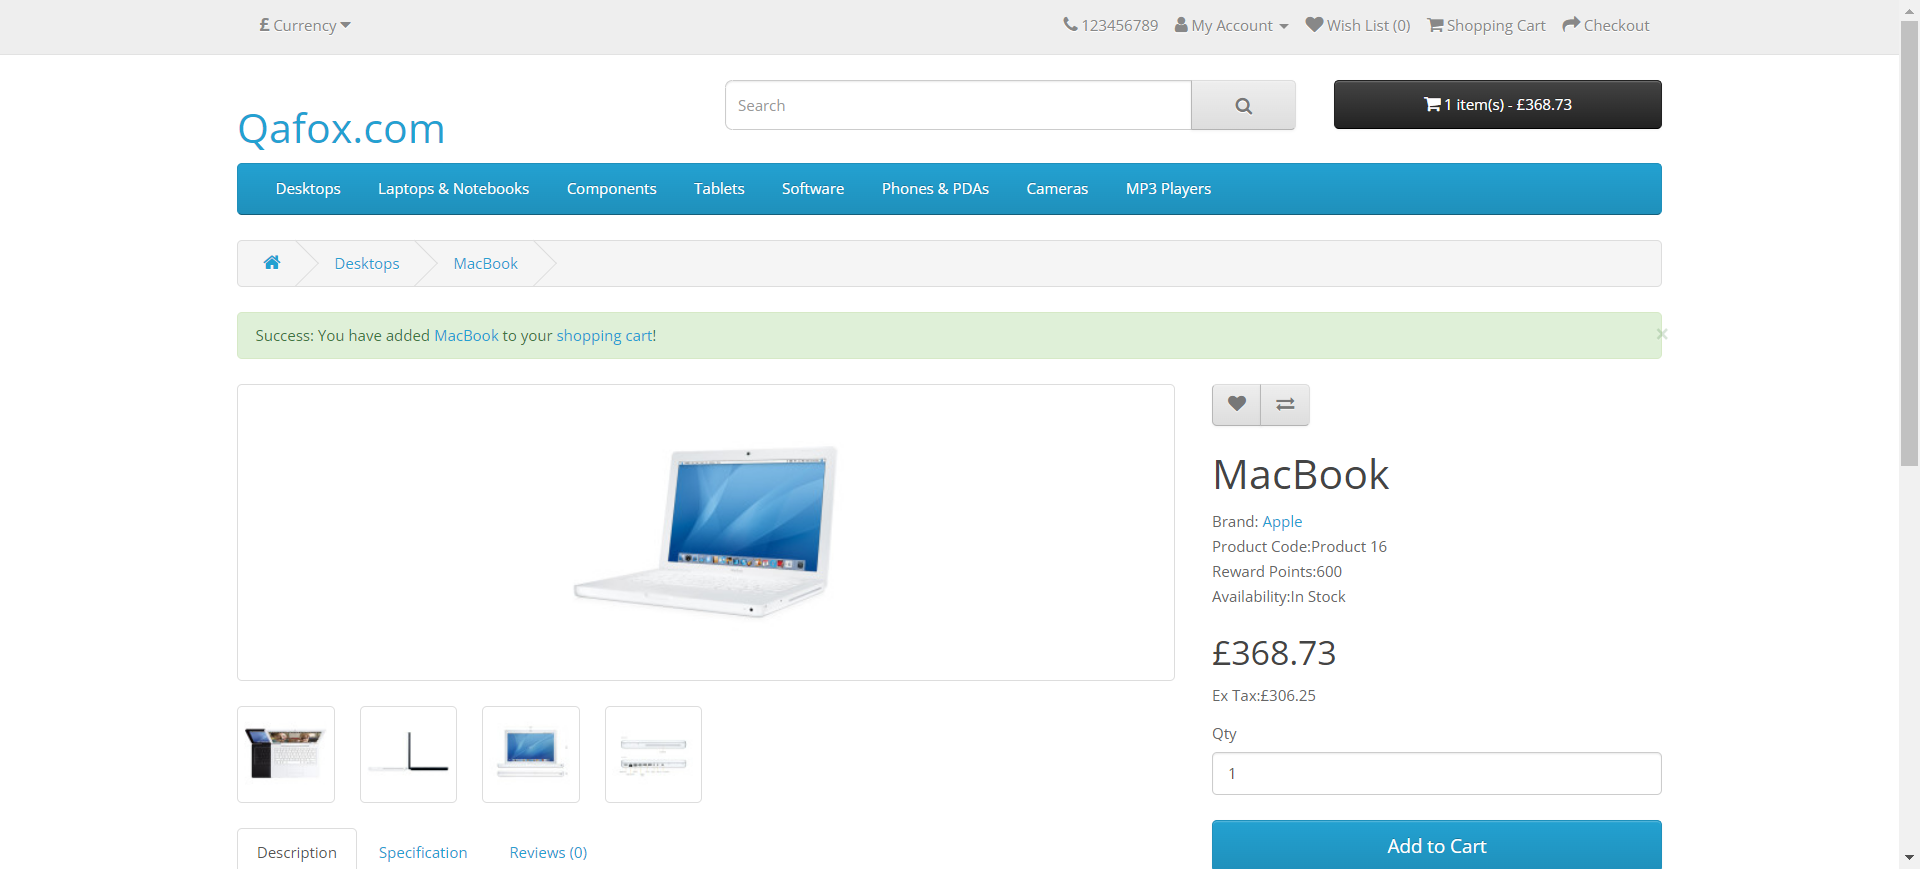 £ Currency
123456789 My Account Wish List (0) Shopping Cart Checkout
Qafox.com
Search
1 item(s) - £368.73
Desktops Laptops & Notebooks Components Tablets Software Phones & PDAs Cameras MP3 Players
Desktops MacBook
Success: You have added MacBook to your shopping cart!
×
MacBook
Brand: Apple
Product Code:Product 16
Reward Points:600
Availability:In Stock
£368.73
Ex Tax:£306.25
Qty
1
Add to Cart
Description Specification Reviews (0)